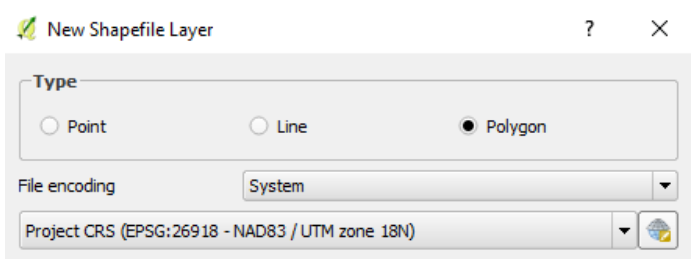 New Shapefile Layer ?
Type
Point Line Polygon
File encoding System
Project CRS (EPSG:26918 - NAD83 / UTM zone 18N)